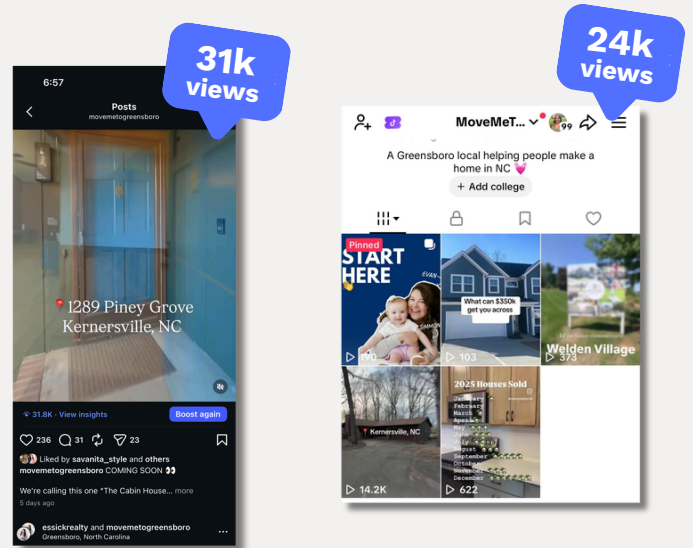 31k
views
24k
views
6:57
Posts
movemetogreensboro
📍1289 Piney Grove
Kernersville, NC
31.8K · View insights
Boost again
236
31
23
Liked by savanita_style and others
movemetogreensboro COMING SOON 👀
We're calling this one "The Cabin House... more
5 days ago
essickrealty and movemetogreensboro
Greensboro, North Carolina
MoveMeT...
99
A Greensboro local helping people make a
home in NC 💓
+ Add college
Pinned
START
HERE
EVAN
SIMMON
190
What can $350k
get you across
103
Welden Village
373
📍 Kernersville, NC
14.2K
2025 Houses Sold
January
February
March
April
May
June
July
August
September
October
November
December
622